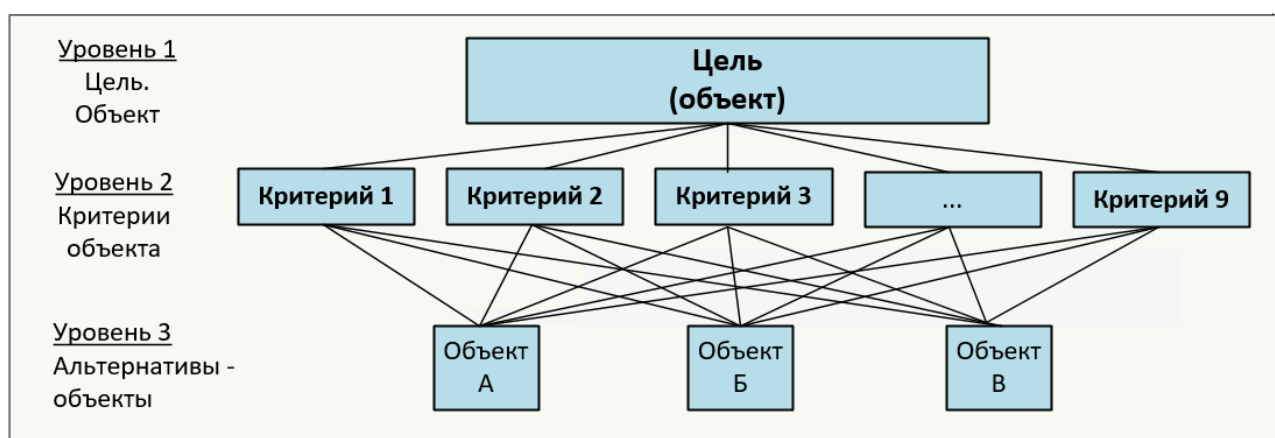 Уровень 1
Цель.
Объект
Цель
(объект)
Уровень 2
Критерии
объекта
Критерий 1
Критерий 2
Критерий 3
...
Критерий 9
Уровень 3
Альтернативы -
объекты
Объект
А
Объект
Б
Объект
В